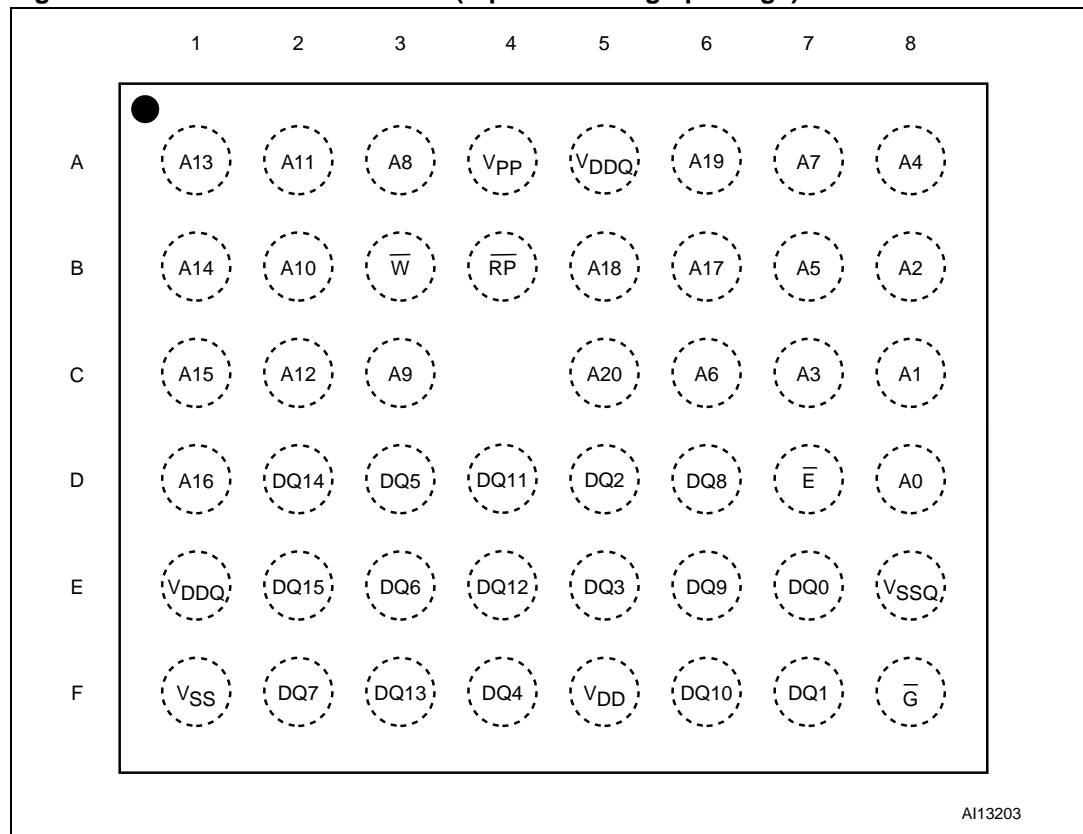 1 2 3 4 5 6 7 8
A A13 A11 A8 VPP VDDQ A19 A7 A4
B A14 A10 W̅ R̅P̅ A18 A17 A5 A2
C A15 A12 A9 A20 A6 A3 A1
D A16 DQ14 DQ5 DQ11 DQ2 DQ8 E̅ A0
E VDDQ DQ15 DQ6 DQ12 DQ3 DQ9 DQ0 VSSQ
F VSS DQ7 DQ13 DQ4 VDD DQ10 DQ1 G̅
AI13203